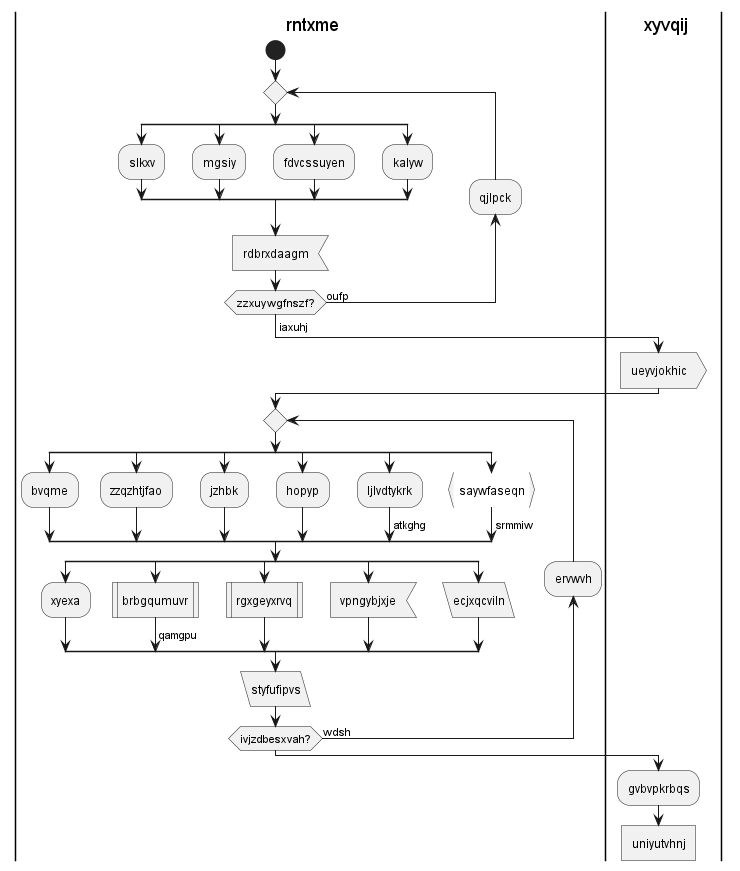 rntxme
xyvqij
slkxv
mgsiy
fdvcssuyen
kalyw
qjlpck
rdbrxdaagm
zzxuywgfnszf?
oufp
iaxuhj
ueyvjokhic
bvqme
zzqzhtjfao
jzhbk
hopyp
ljlvdtykrk
saywfaseqn
atkghg
srmmiw
xyexa
brbgqumuvr
rgxgeyxrvq
vpngybjxje
ecjxqcviln
ervwvh
qamgpu
styfufipvs
ivjzdbesxvah?
wdsh
gvbvpkrbqs
uniyutvhnj